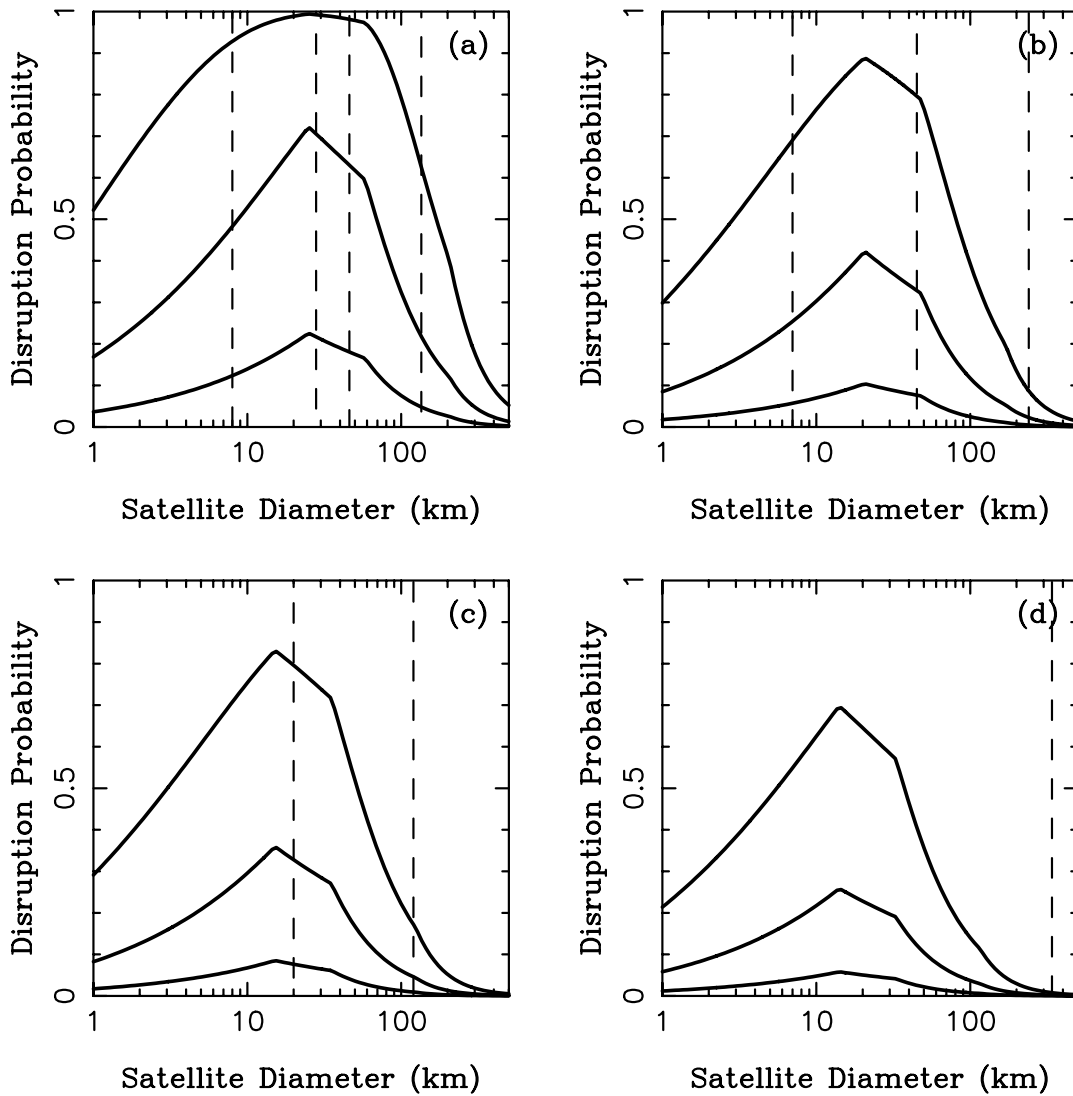 (a)
1
0.5
0
Disruption Probability
1 10 100
Satellite Diameter (km)
(b)
1
0.5
0
Disruption Probability
1 10 100
Satellite Diameter (km)
(c)
1
0.5
0
Disruption Probability
1 10 100
Satellite Diameter (km)
(d)
1
0.5
0
Disruption Probability
1 10 100
Satellite Diameter (km)